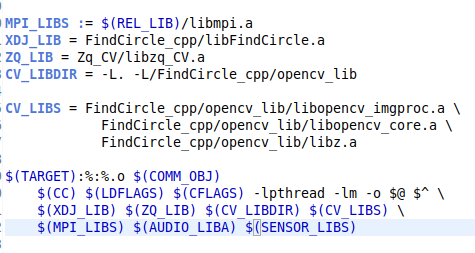 MPI_LIBS := $(REL_LIB)/libmpi.a
XDJ_LIB = FindCircle_cpp/libFindCircle.a
ZQ_LIB = Zq_CV/libzq_CV.a
CV_LIBDIR = -L. -L/FindCircle_cpp/opencv_lib
CV_LIBS = FindCircle_cpp/opencv_lib/libopencv_imgproc.a \
FindCircle_cpp/opencv_lib/libopencv_core.a \
FindCircle_cpp/opencv_lib/libz.a
$(TARGET):%:%.o $(COMM_OBJ)
$(CC) $(LDFLAGS) $(CFLAGS) -lpthread -lm -o $@ $^ \
$(XDJ_LIB) $(ZQ_LIB) $(CV_LIBDIR) $(CV_LIBS) \
$(MPI_LIBS) $(AUDIO_LIBA) $(SENSOR_LIBS)